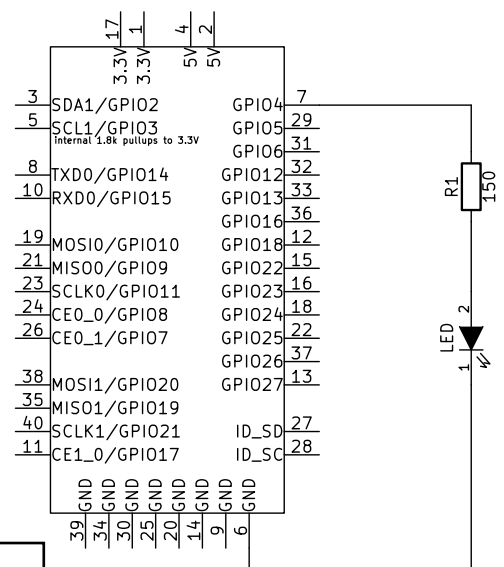 17 1 4 2
3.3V 3.3V 5V 5V
3 SDA1/GPIO2 GPIO4 7
5 SCL1/GPIO3 GPIO5 29
internal 1.8k pullups to 3.3V
GPIO6 31
8 TXD0/GPIO14 GPIO12 32
10 RXD0/GPIO15 GPIO13 33
GPIO16 36
19 MOSI0/GPIO10 GPIO18 12
21 MISO0/GPIO9 GPIO22 15
23 SCLK0/GPIO11 GPIO23 16
24 CE0_0/GPIO8 GPIO24 18
26 CE0_1/GPIO7 GPIO25 22
GPIO26 37
38 MOSI1/GPIO20 GPIO27 13
35 MISO1/GPIO19
40 SCLK1/GPIO21 ID_SD 27
11 CE1_0/GPIO17 ID_SC 28
GND GND GND GND GND GND GND GND
39 34 30 25 20 14 9 6
R1
150
2
LED
1